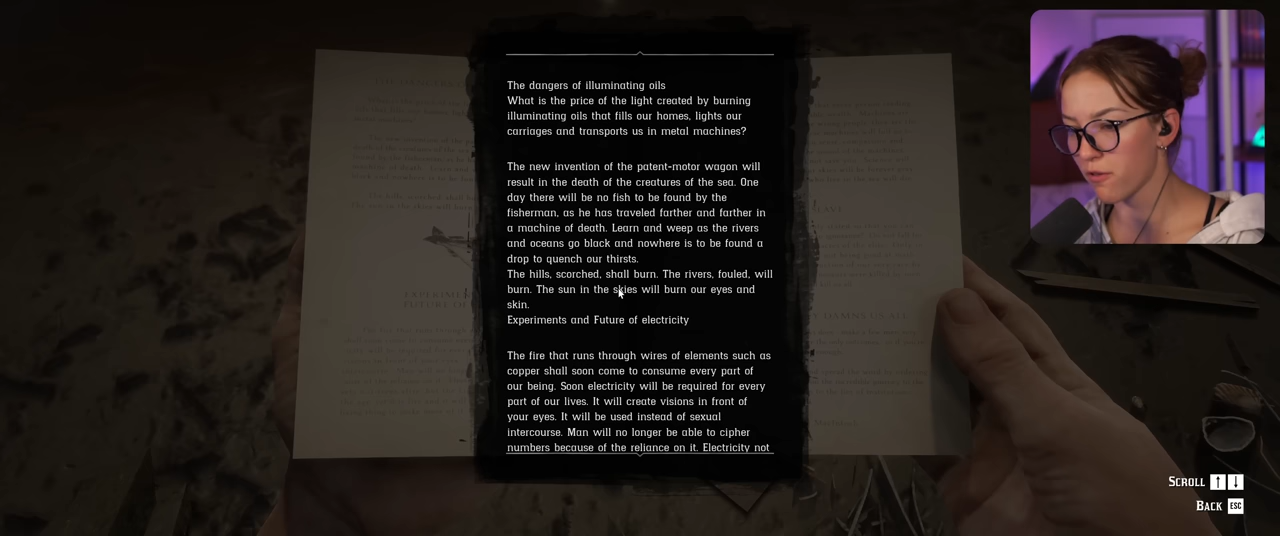 The dangers of illuminating oils
What is the price of the light created by burning
illuminating oils that fills our homes, lights our
carriages and transports us in metal machines?
The new invention of the patent-motor wagon will
result in the death of the creatures of the sea. One
day there will be no fish to be found by the
fisherman, as he has traveled farther and farther in
a machine of death. Learn and weep as the rivers
and oceans go black and nowhere is to be found a
drop to quench our thirsts.
The hills, scorched, shall burn. The rivers, fouled, will
burn. The sun in the skies will burn our eyes and
skin.
Experiments and Future of electricity
The fire that runs through wires of elements such as
copper shall soon come to consume every part of
our being. Soon electricity will be required for every
part of our lives. It will create visions in front of
your eyes. It will be used instead of sexual
intercourse. Man will no longer be able to cipher
numbers because of the reliance on it. Electricity not
Scroll ↑ ↓
Back ESC